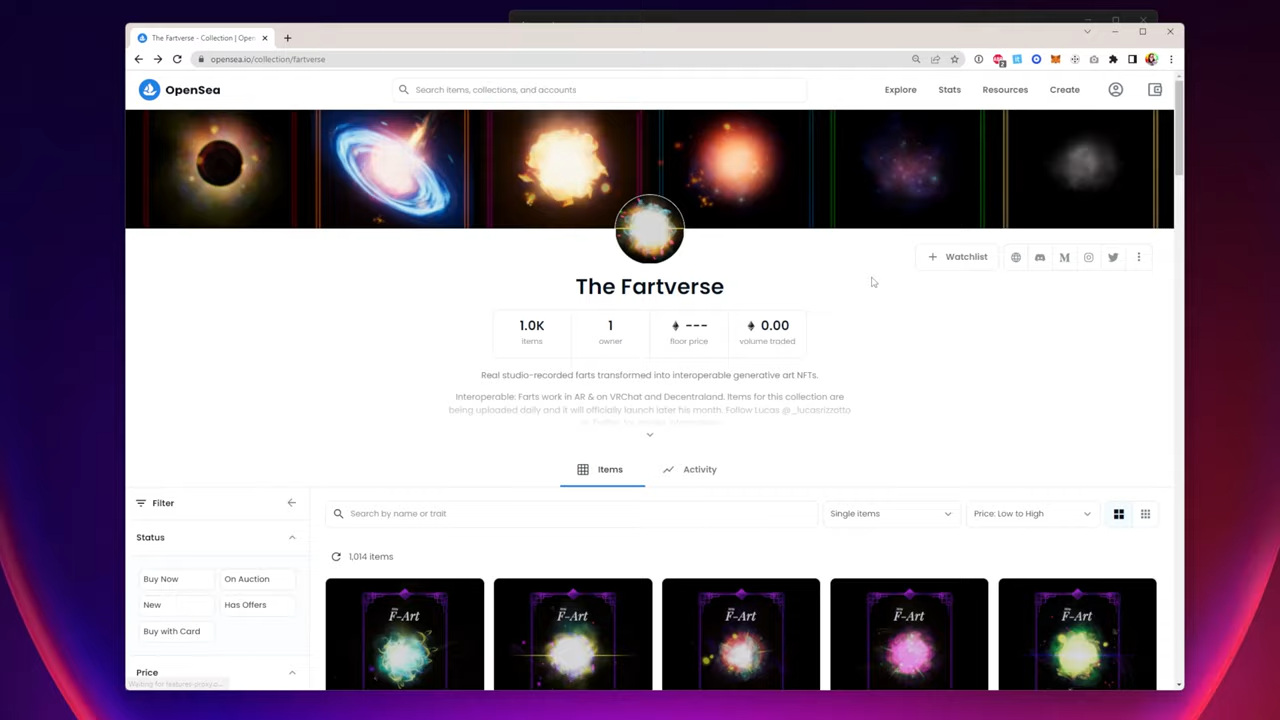 The Fartverse - Collection | Open
opensea.io/collection/fartverse
OpenSea
Search items, collections, and accounts
Explore
Stats
Resources
Create
Watchlist
The Fartverse
1.0K
items
1
owner
---
floor price
0.00
volume traded
Real studio-recorded farts transformed into interoperable generative art NFTs.
Interoperable: Farts work in AR & on VRChat and Decentraland. Items for this collection are
being uploaded daily and it will officially launch later his month. Follow Lucas @_lucasrizzotto
Items
Activity
Filter
Search by name or trait
Single items
Price: Low to High
Status
1,014 items
Buy Now
On Auction
New
Has Offers
Buy with Card
Price
F-Art
F-Art
F-Art
F-Art
F-Art
Waiting for features-proxy.o...